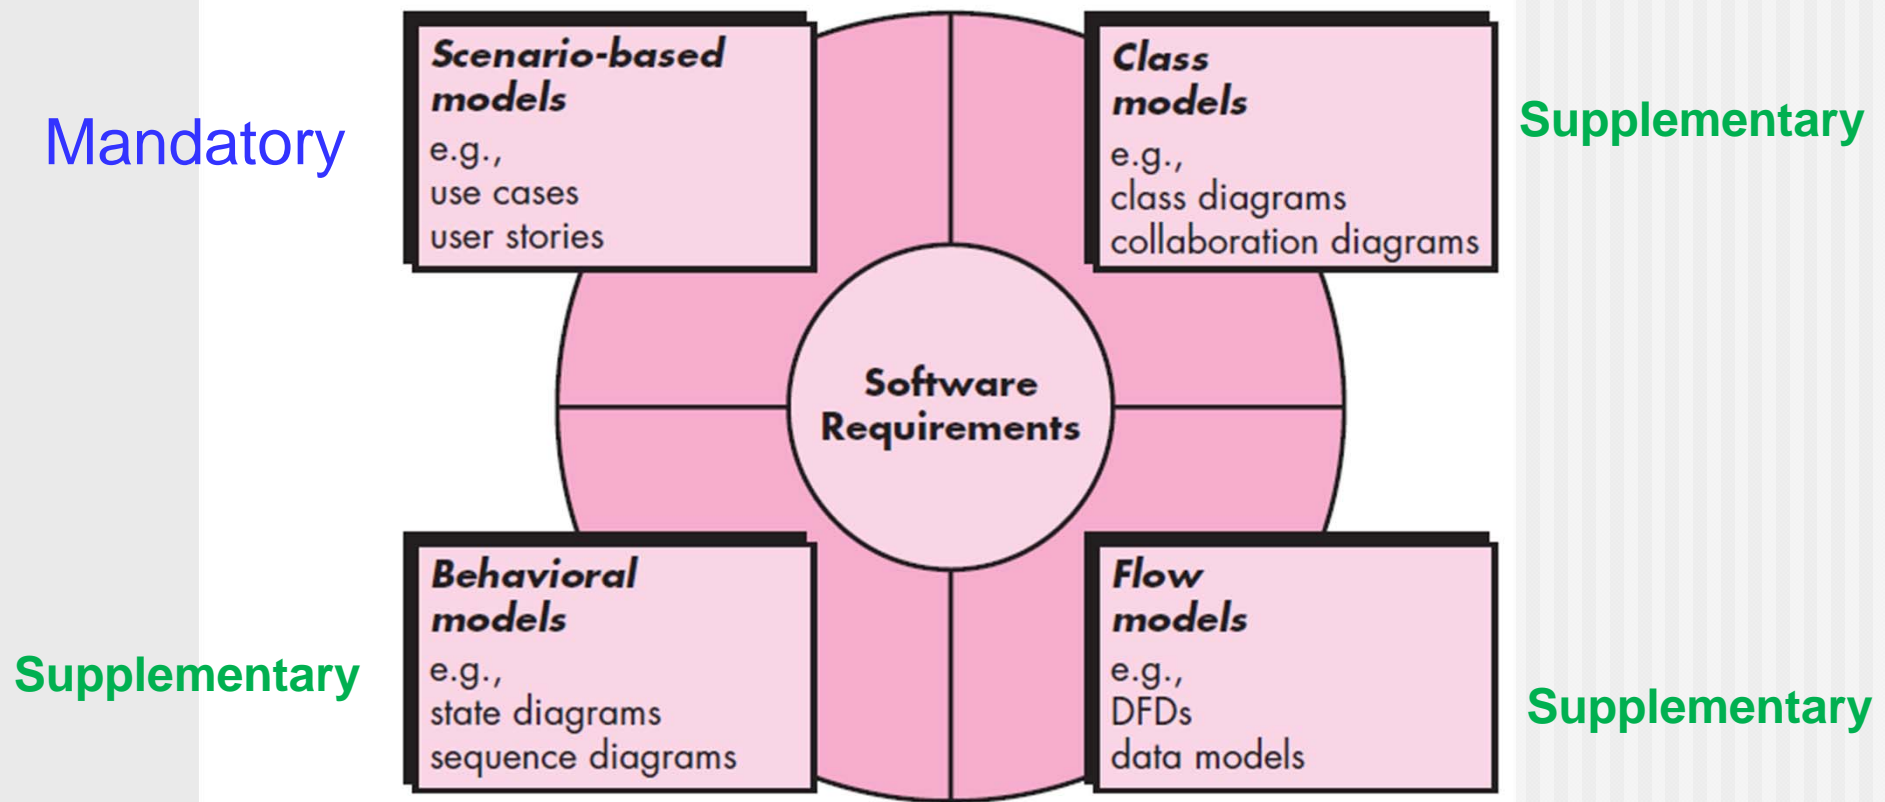 Mandatory
Scenario-based
models
e.g.,
use cases
user stories
Class
models
e.g.,
class diagrams
collaboration diagrams
Supplementary
Software
Requirements
Supplementary
Behavioral
models
e.g.,
state diagrams
sequence diagrams
Flow
models
e.g.,
DFDs
data models
Supplementary